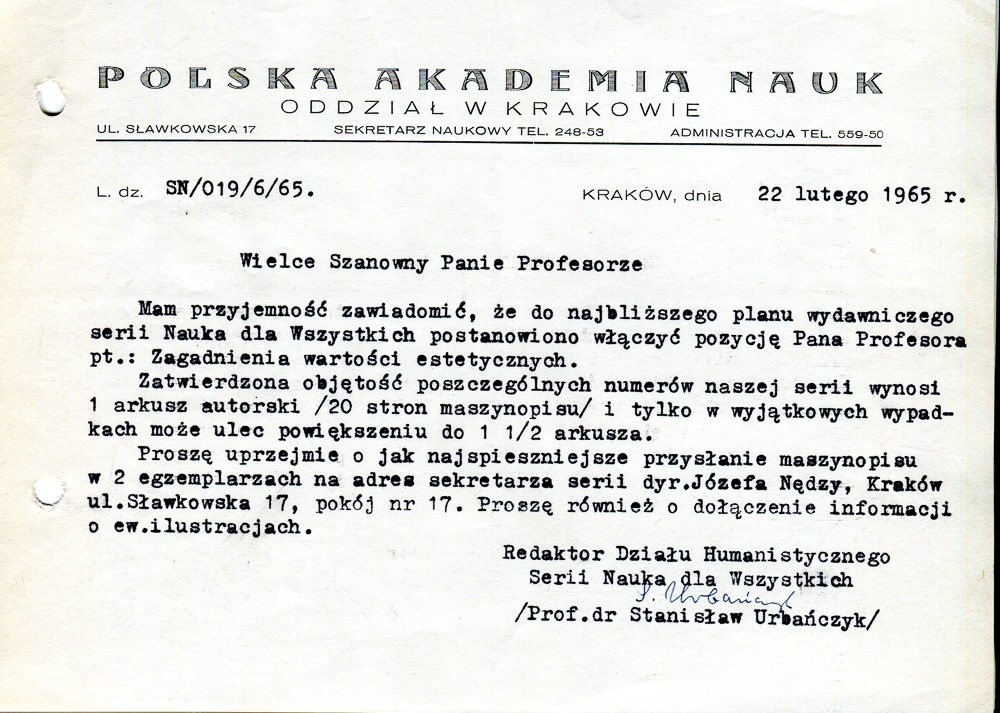 POLSKA AKADEMIA NAUK
ODDZIAŁ W KRAKOWIE
UL. SŁAWKOWSKA 17 SEKRETARZ NAUKOWY TEL. 248-53 ADMINISTRACJA TEL. 559-50
L. dz. SN/019/6/65. KRAKÓW, dnia 22 lutego 1965 r.
Wielce Szanowny Panie Profesorze
Mam przyjemność zawiadomić, że do najbliższego planu wydawniczego
serii Nauka dla Wszystkich postanowiono włączyć pozycję Pana Profesora
pt.: Zagadnienia wartości estetycznych.
Zatwierdzona objętość poszczególnych numerów naszej serii wynosi
1 arkusz autorski /20 stron maszynopisu/ i tylko w wyjątkowych wypad-
kach może ulec powiększeniu do 1 1/2 arkusza.
Proszę uprzejmie o jak najspieszniejsze przysłanie maszynopisu
w 2 egzemplarzach na adres sekretarza serii dyr.Józefa Nędzy, Kraków
ul.Sławkowska 17, pokój nr 17. Proszę również o dołączenie informacji
o ew.ilustracjach.
Redaktor Działu Humanistycznego
Serii Nauka dla Wszystkich
S. Urbańczyk
/Prof.dr Stanisław Urbańczyk/